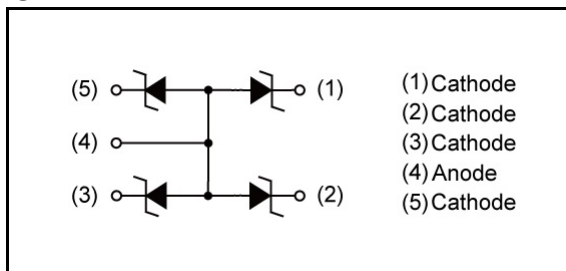 (5) (1)
(4)
(3) (2)
(1) Cathode
(2) Cathode
(3) Cathode
(4) Anode
(5) Cathode